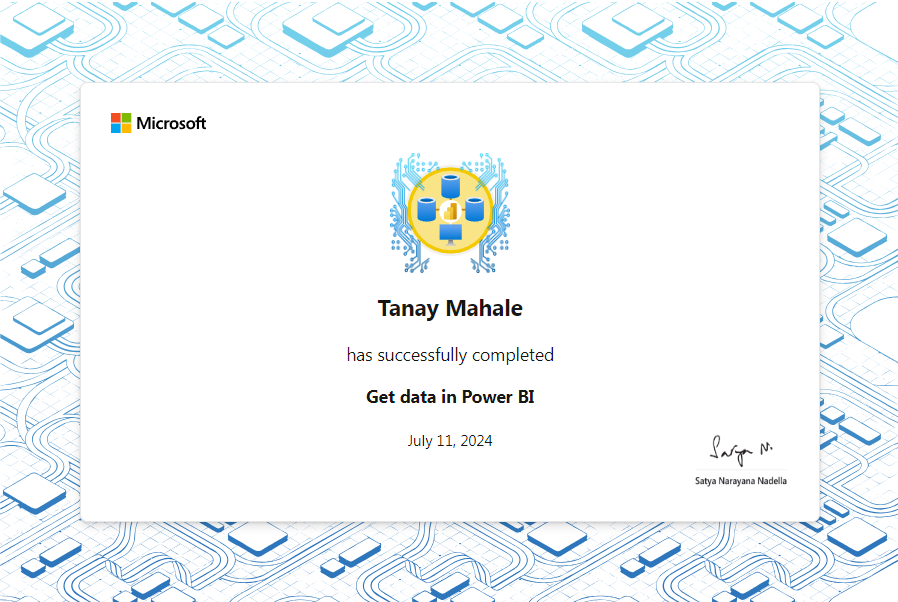 Microsoft
Tanay Mahale
has successfully completed
Get data in Power BI
July 11, 2024
Satya N.
Satya Narayana Nadella